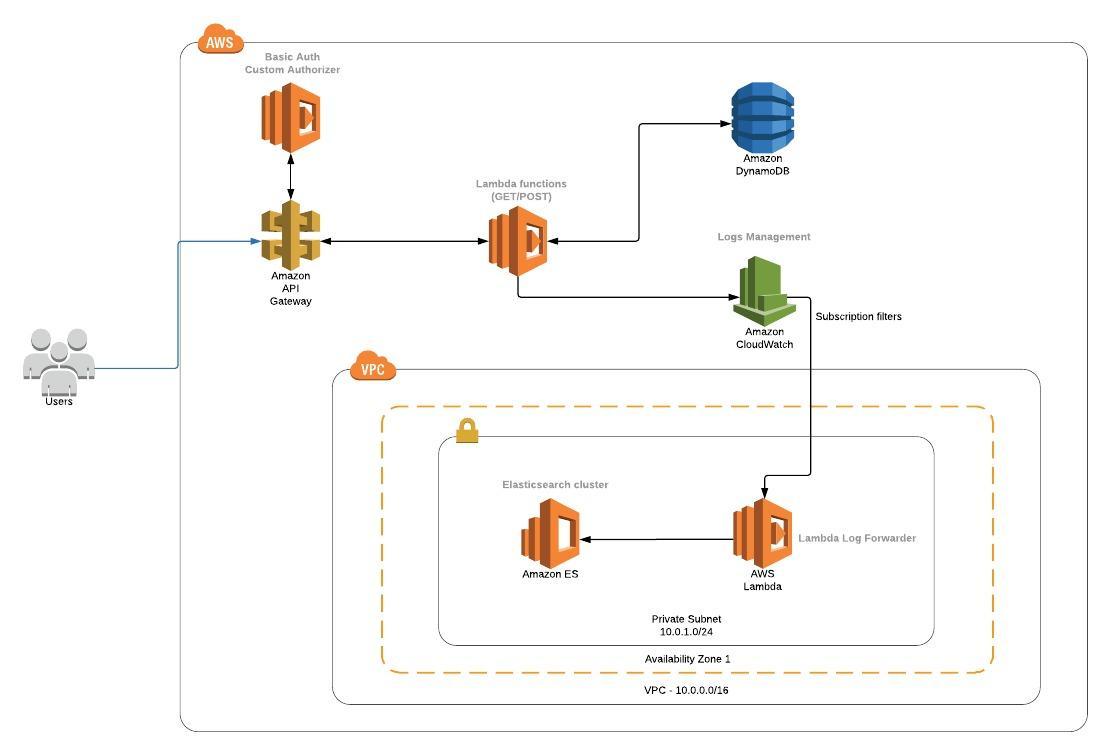 AWS
Basic Auth
Custom Authorizer
Amazon
DynamoDB
Lambda functions
(GET/POST)
Logs Management
Amazon
API
Gateway
Subscription filters
Amazon
CloudWatch
Users
VPC
Elasticsearch cluster
Lambda Log Forwarder
Amazon ES
AWS
Lambda
Private Subnet
10.0.1.0/24
Availability Zone 1
VPC - 10.0.0.0/16